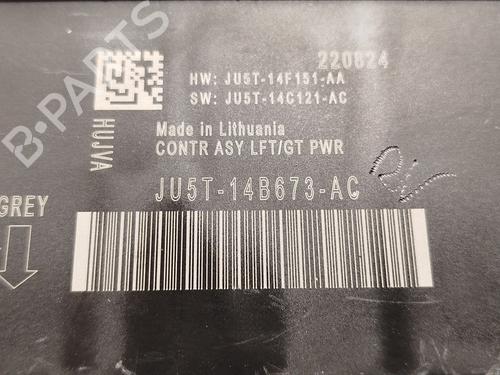 220824
HW: JU5T-14F151-AA
SW: JU5T-14C121-AC
HUJVA
Made in Lithuania
CONTR ASY LFT/GT PWR
JU5T-14B673-AC
GREY
B-PARTS